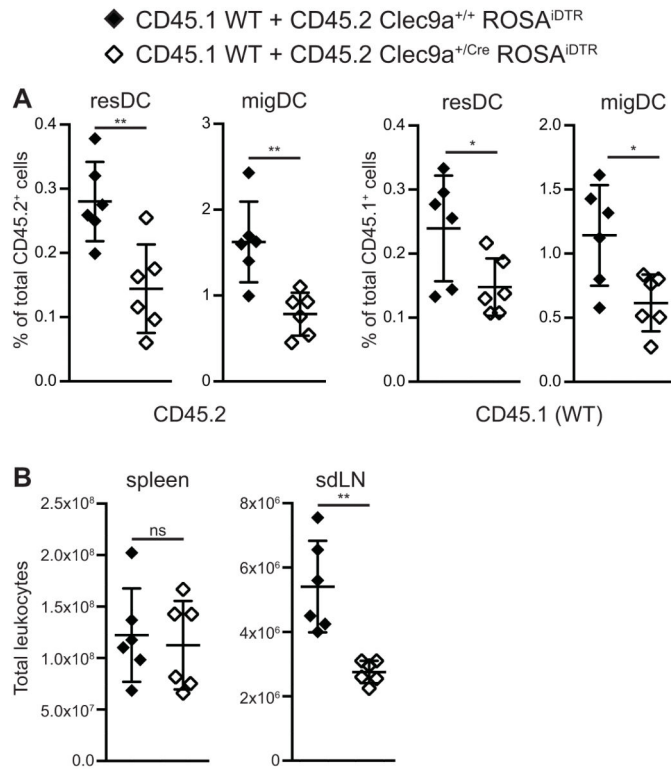 ◆ CD45.1 WT + CD45.2 Clec9a+/+ ROSAiDTR
◇ CD45.1 WT + CD45.2 Clec9a+/Cre ROSAiDTR
A
resDC
migDC
resDC
migDC
% of total CD45.2+ cells
0.4
0.3
0.2
0.1
0.0
**
3
2
1
0
**
% of total CD45.1+ cells
0.4
0.3
0.2
0.1
0.0
*
2.0
1.5
1.0
0.5
0.0
*
CD45.2
CD45.1 (WT)
B
spleen
sdLN
Total leukocytes
2.5x10⁸
2.0x10⁸
1.5x10⁸
1.0x10⁸
5.0x10⁷
0.0
ns
8x10⁶
6x10⁶
4x10⁶
2x10⁶
0
**